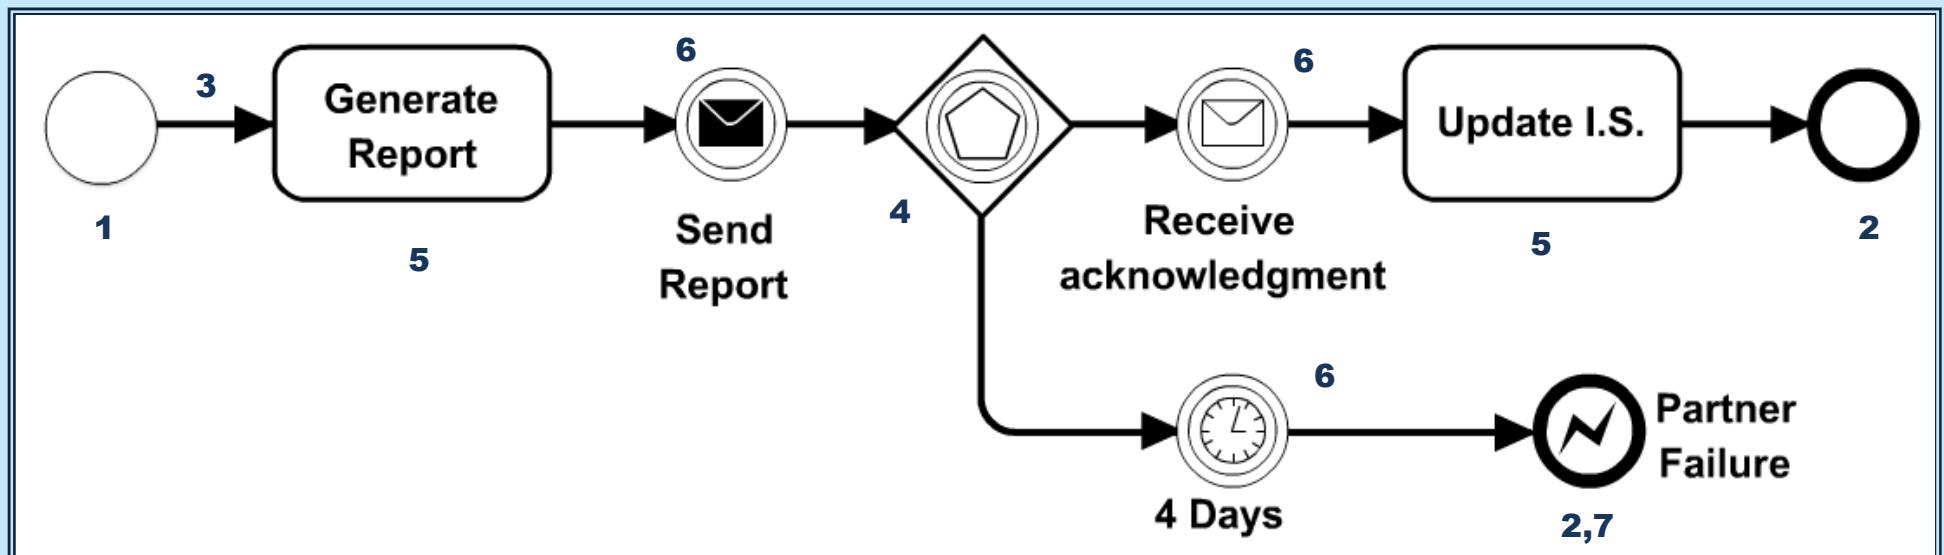 6
6
3
Generate
Report
Update I.S.
1
5
Send
Report
4
Receive
acknowledgment
5
2
6
Partner
Failure
4 Days
2,7